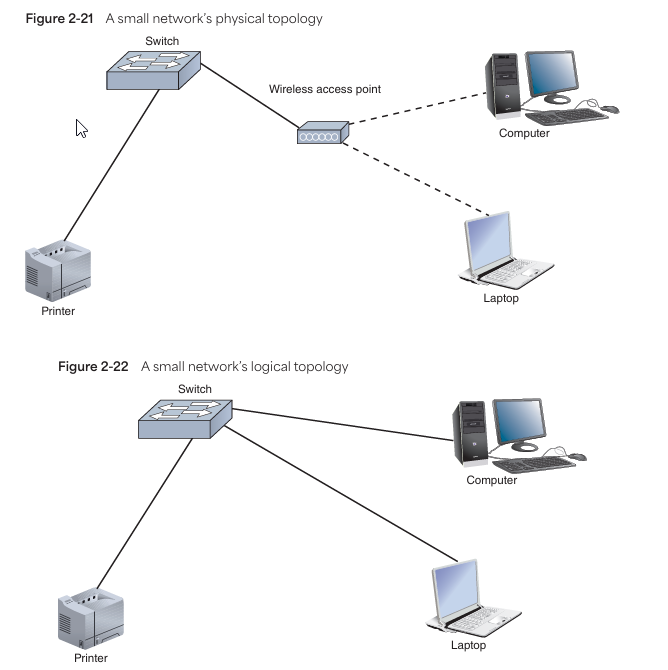 Figure 2-21 A small network's physical topology
Switch
Wireless access point
Computer
Laptop
Printer
Figure 2-22 A small network's logical topology
Switch
Computer
Laptop
Printer